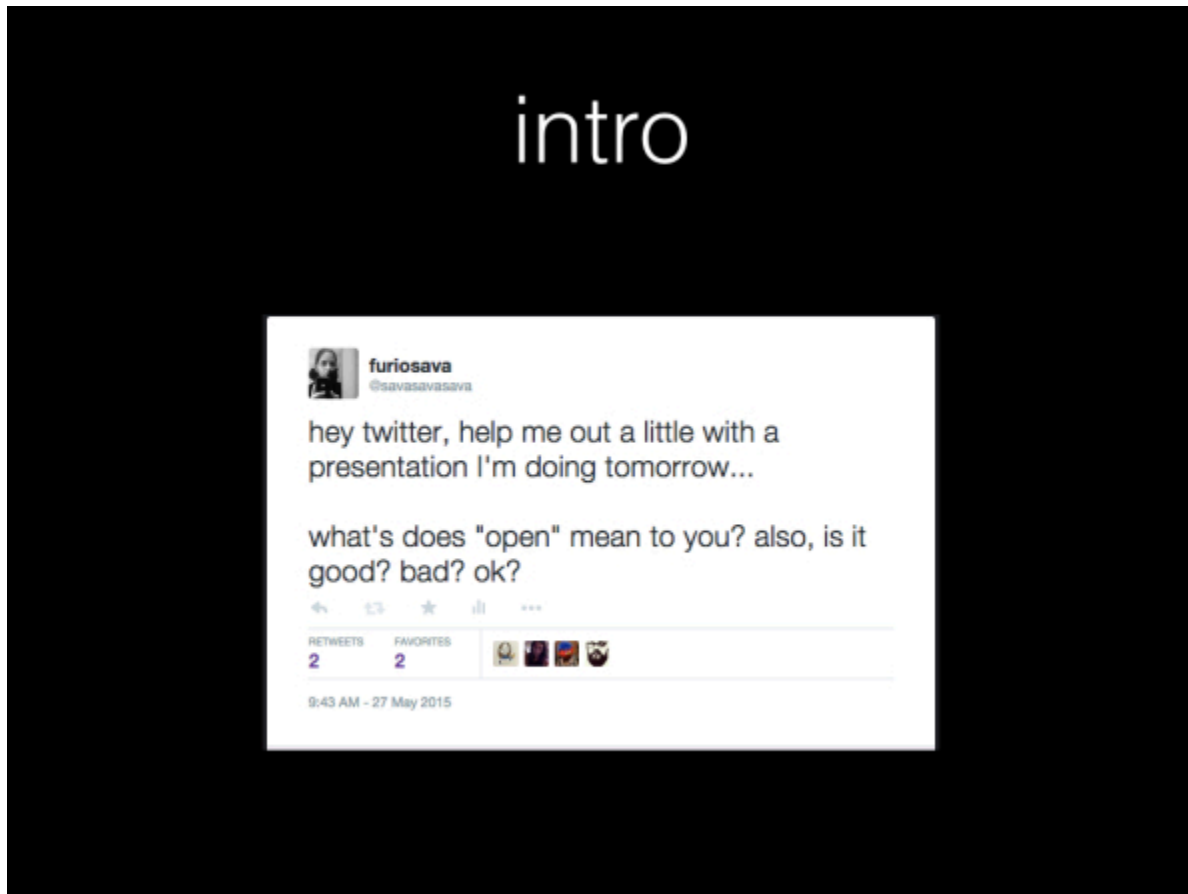 intro
furiosava
@savasavasava
hey twitter, help me out a little with a
presentation I'm doing tomorrow...
what's does "open" mean to you? also, is it
good? bad? ok?
RETWEETS FAVORITES
2 2
9:43 AM - 27 May 2015